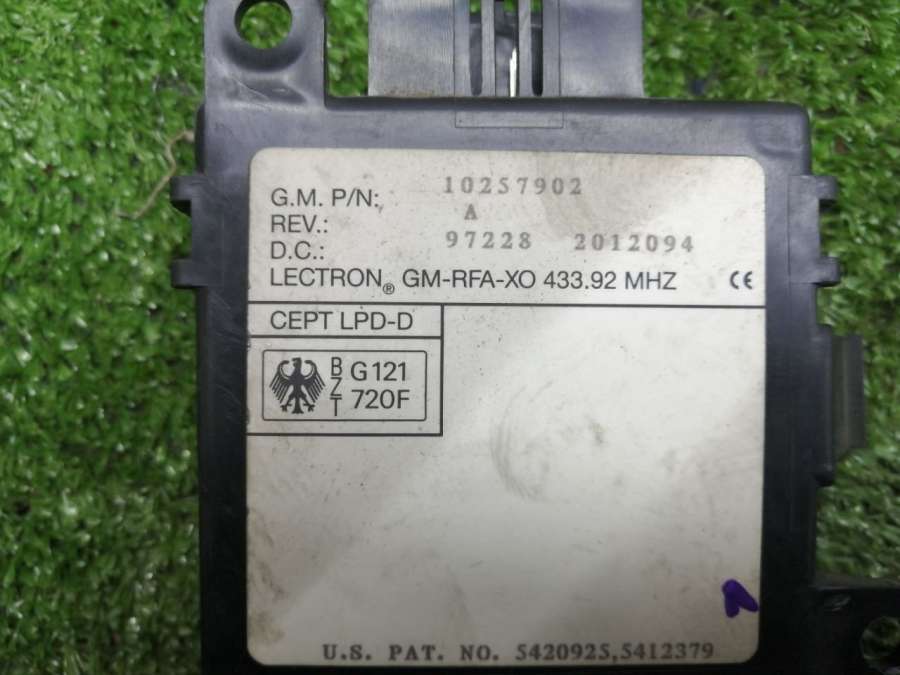 G.M. P/N: 10257902
REV.: A
D.C.: 97228 2012094
LECTRON® GM-RFA-XO 433.92 MHZ CE
CEPT LPD-D
BZT G121 720F
U.S. PAT. NO. 5420925,5412379